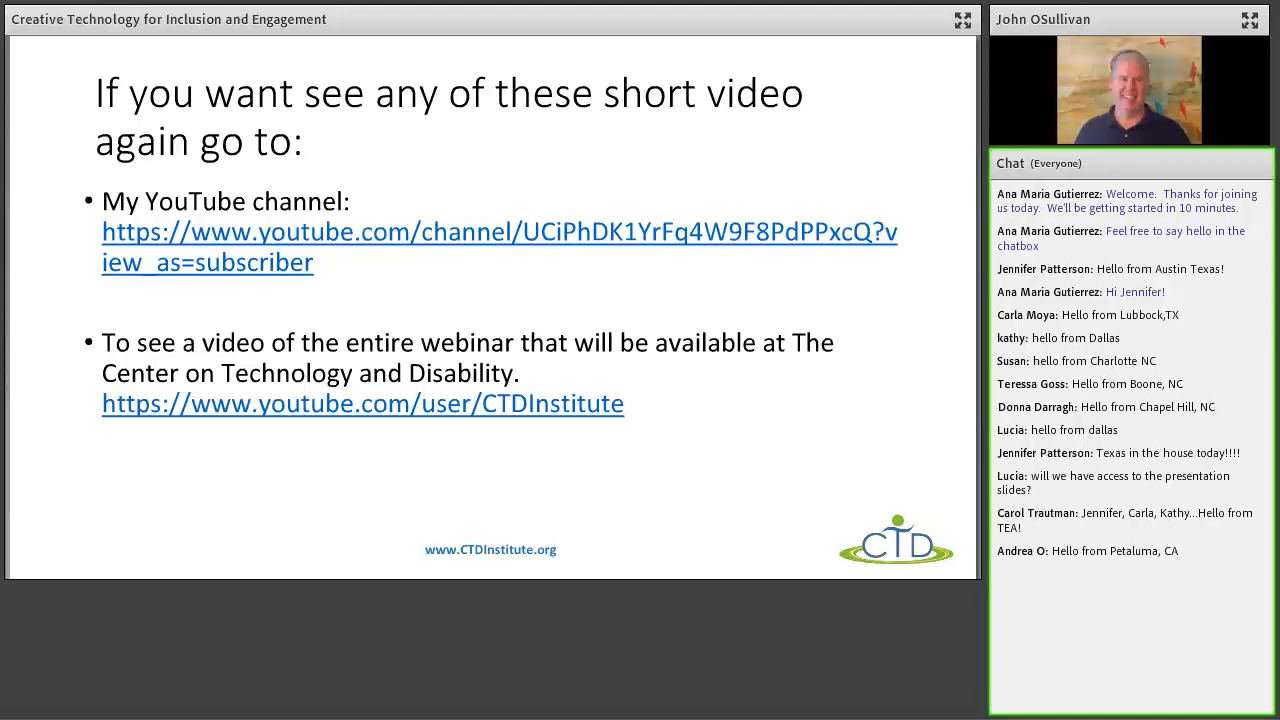 Creative Technology for Inclusion and Engagement
If you want see any of these short video
again go to:
• My YouTube channel:
https://www.youtube.com/channel/UCiPhDK1YrFq4W9F8PdPPxcQ?v
iew_as=subscriber
• To see a video of the entire webinar that will be available at The
Center on Technology and Disability.
https://www.youtube.com/user/CTDInstitute
www.CTDInstitute.org
CTD
John OSullivan
Chat (Everyone)
Ana Maria Gutierrez: Welcome. Thanks for joining
us today. We'll be getting started in 10 minutes.
Ana Maria Gutierrez: Feel free to say hello in the
chatbox
Jennifer Patterson: Hello from Austin Texas!
Ana Maria Gutierrez: Hi Jennifer!
Carla Moya: Hello from Lubbock,TX
kathy: hello from Dallas
Susan: hello from Charlotte NC
Teressa Goss: Hello from Boone, NC
Donna Darragh: Hello from Chapel Hill, NC
Lucia: hello from dallas
Jennifer Patterson: Texas in the house today!!!!
Lucia: will we have access to the presentation
slides?
Carol Trautman: Jennifer, Carla, Kathy...Hello from
TEA!
Andrea O: Hello from Petaluma, CA